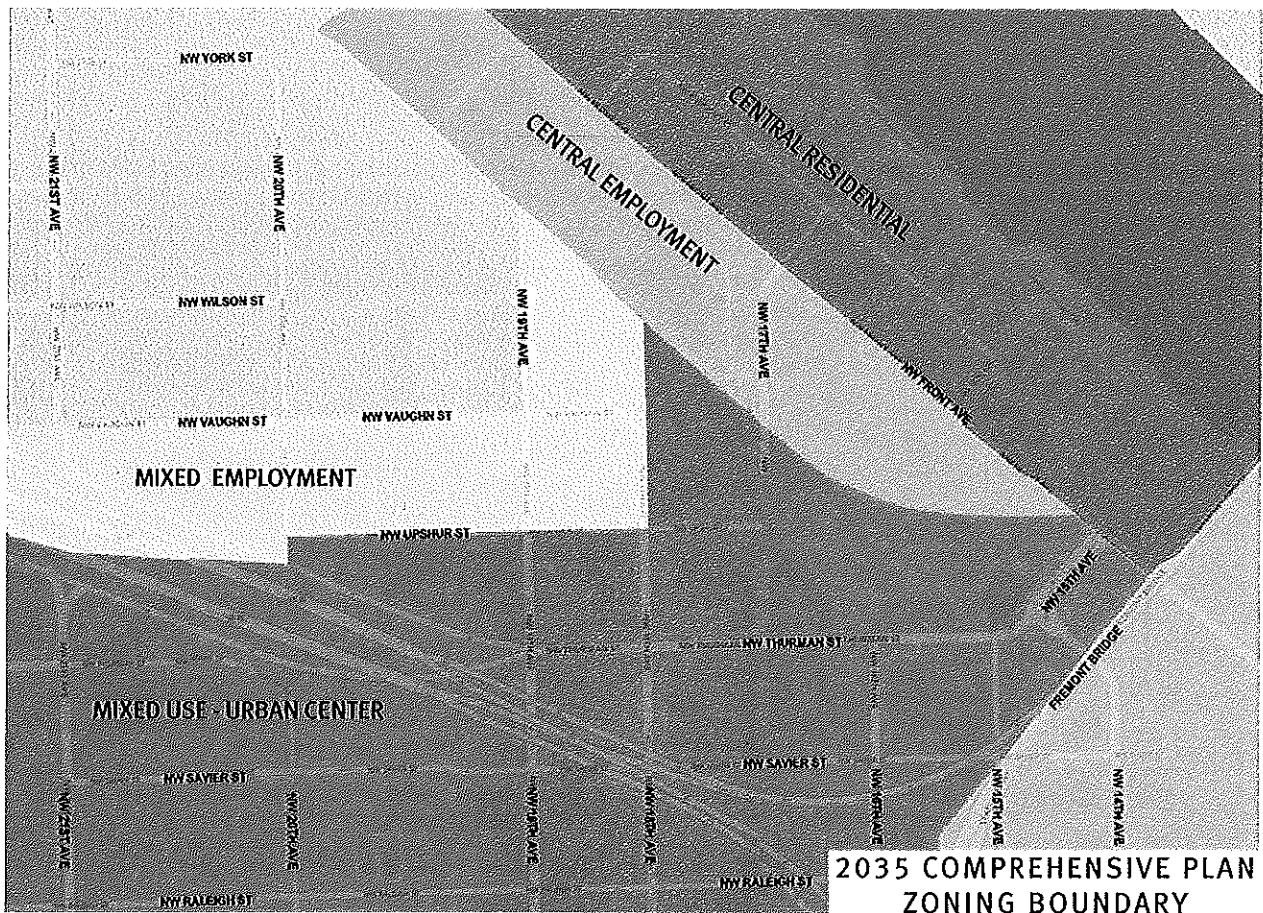 NW YORK ST
CENTRAL RESIDENTIAL
CENTRAL EMPLOYMENT
NW 21ST AVE
NW 20TH AVE
NW WILSON ST
NW 19TH AVE
NW 17TH AVE
NW FRONT AVE
NW VAUGHN ST
NW VAUGHN ST
MIXED EMPLOYMENT
NW UPSHUR ST
NW 15TH AVE
NW THURMAN ST
FREMONT BRIDGE
MIXED USE - URBAN CENTER
NW SAVIER ST
NW SAVIER ST
NW 21ST AVE
NW 20TH AVE
NW 19TH AVE
NW 18TH AVE
NW 16TH AVE
NW 15TH AVE
NW 14TH AVE
NW RALEIGH ST
NW RALEIGH ST
2035 COMPREHENSIVE PLAN
ZONING BOUNDARY